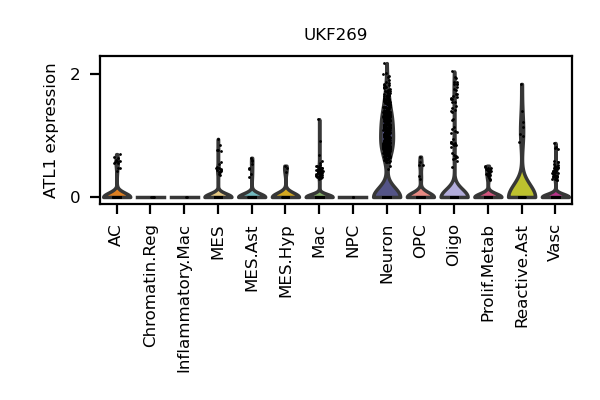 UKF269
ATL1 expression
2
0
AC
Chromatin.Reg
Inflammatory.Mac
MES
MES.Ast
MES.Hyp
Mac
NPC
Neuron
OPC
Oligo
Prolif.Metab
Reactive.Ast
Vasc